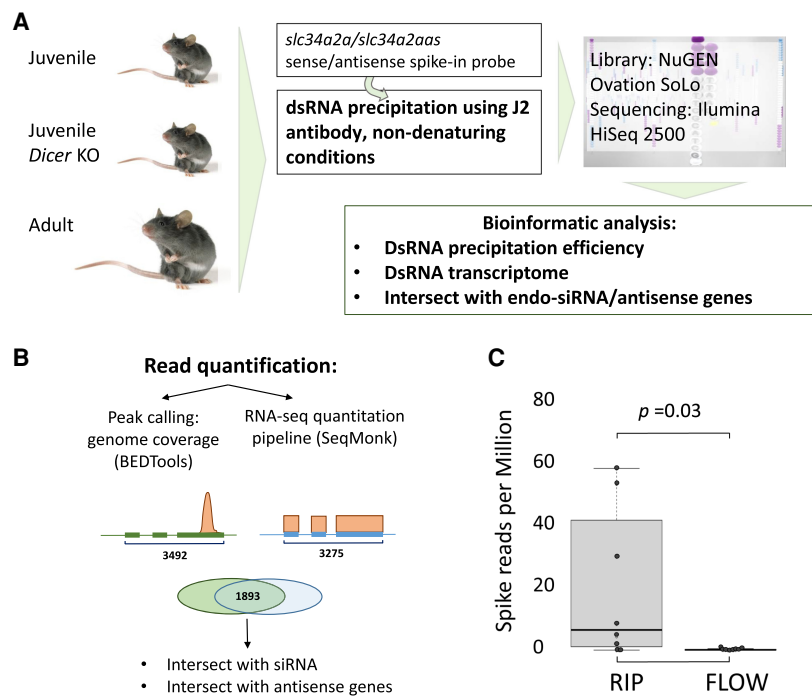 A
Juvenile
Juvenile
Dicer KO
Adult
slc34a2a/slc34a2aas
sense/antisense spike-in probe
dsRNA precipitation using J2
antibody, non-denaturing
conditions
Library: NuGEN
Ovation SoLo
Sequencing: Ilumina
HiSeq 2500
Bioinformatic analysis:
• DsRNA precipitation efficiency
• DsRNA transcriptome
• Intersect with endo-siRNA/antisense genes
B
Read quantification:
Peak calling:
genome coverage
(BEDTools)
RNA-seq quantitation
pipeline (SeqMonk)
3492
3275
1893
• Intersect with siRNA
• Intersect with antisense genes
C
Spike reads per Million
80
60
40
20
0
p =0.03
RIP
FLOW